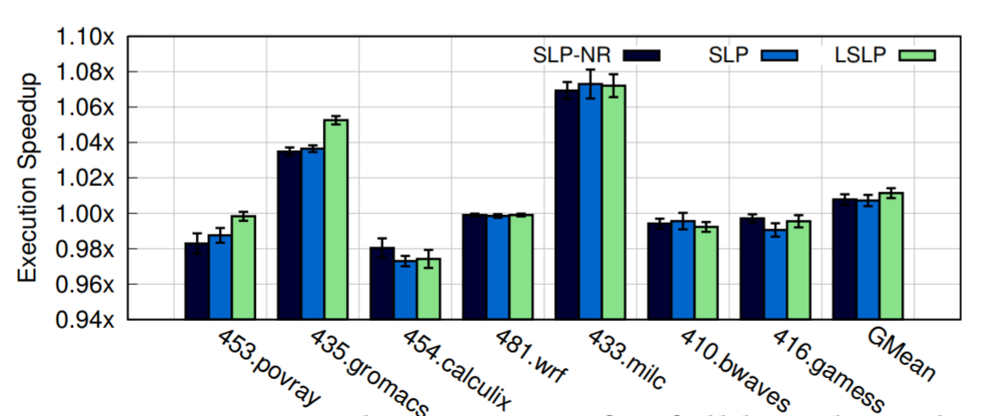 1.10x
SLP-NR SLP LSLP
1.08x
1.06x
1.04x
1.02x
1.00x
0.98x
0.96x
0.94x
Execution Speedup
453.povray
435.gromacs
454.calculix
481.wrf
433.milc
410.bwaves
416.gamess
GMean